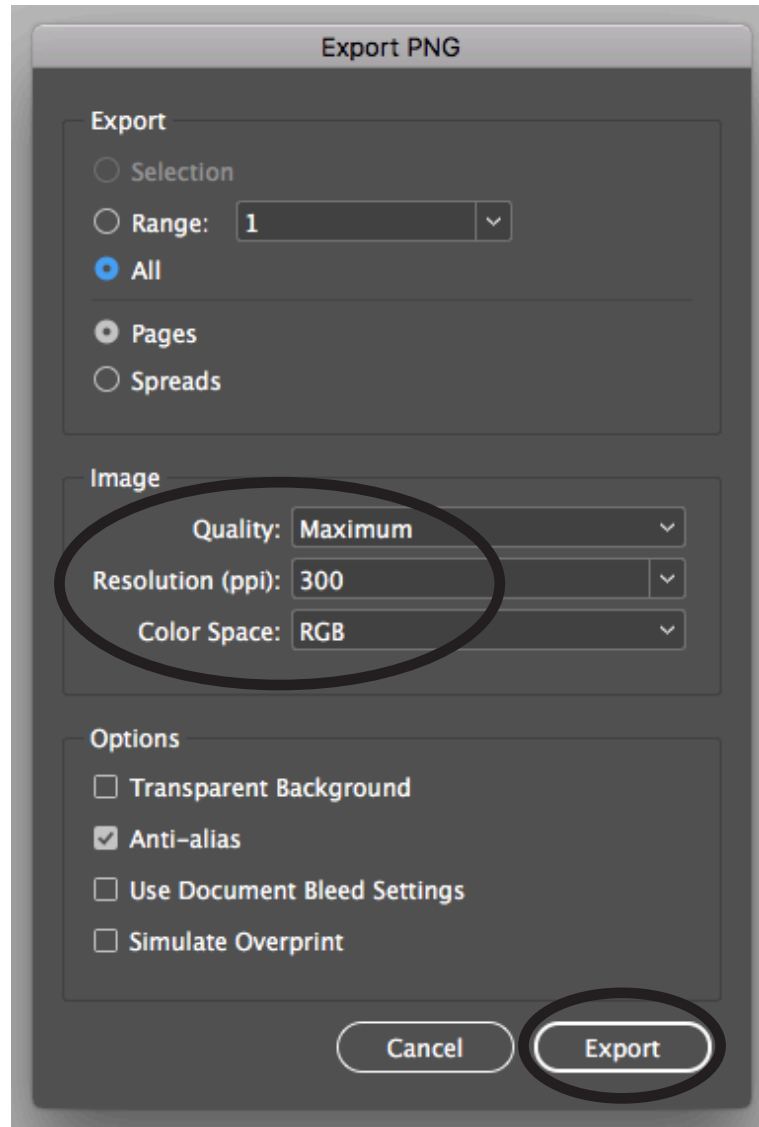 Export PNG
Export
Selection
Range: 1
All
Pages
Spreads
Image
Quality: Maximum
Resolution (ppi): 300
Color Space: RGB
Options
Transparent Background
Anti-alias
Use Document Bleed Settings
Simulate Overprint
Cancel Export